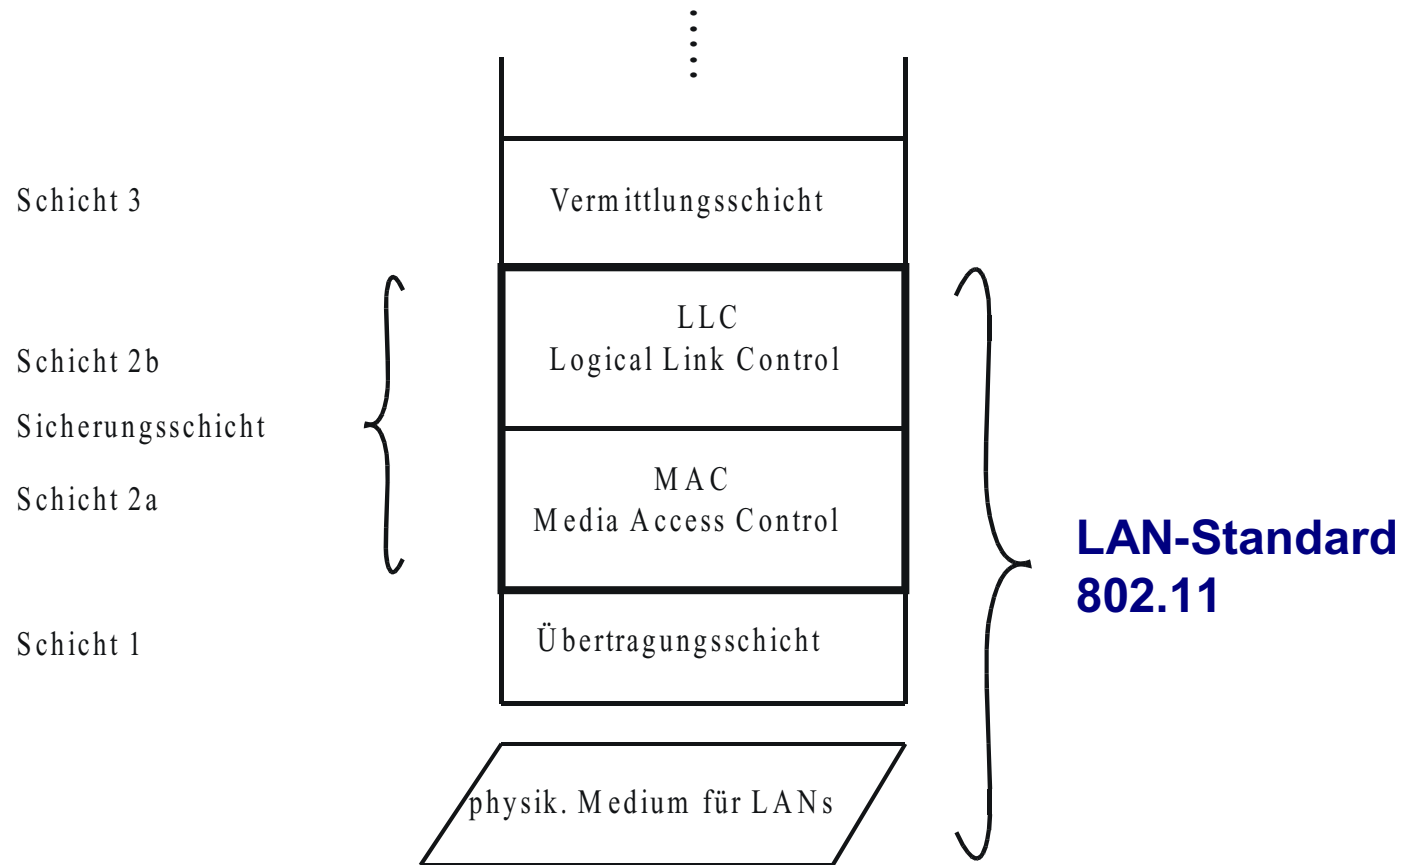 Schicht 3
Vermittlungsschicht
LLC
Logical Link Control
Schicht 2b
Sicherungsschicht
MAC
Media Access Control
Schicht 2a
LAN-Standard
802.11
Schicht 1
Übertragungsschicht
physik. Medium für LANs